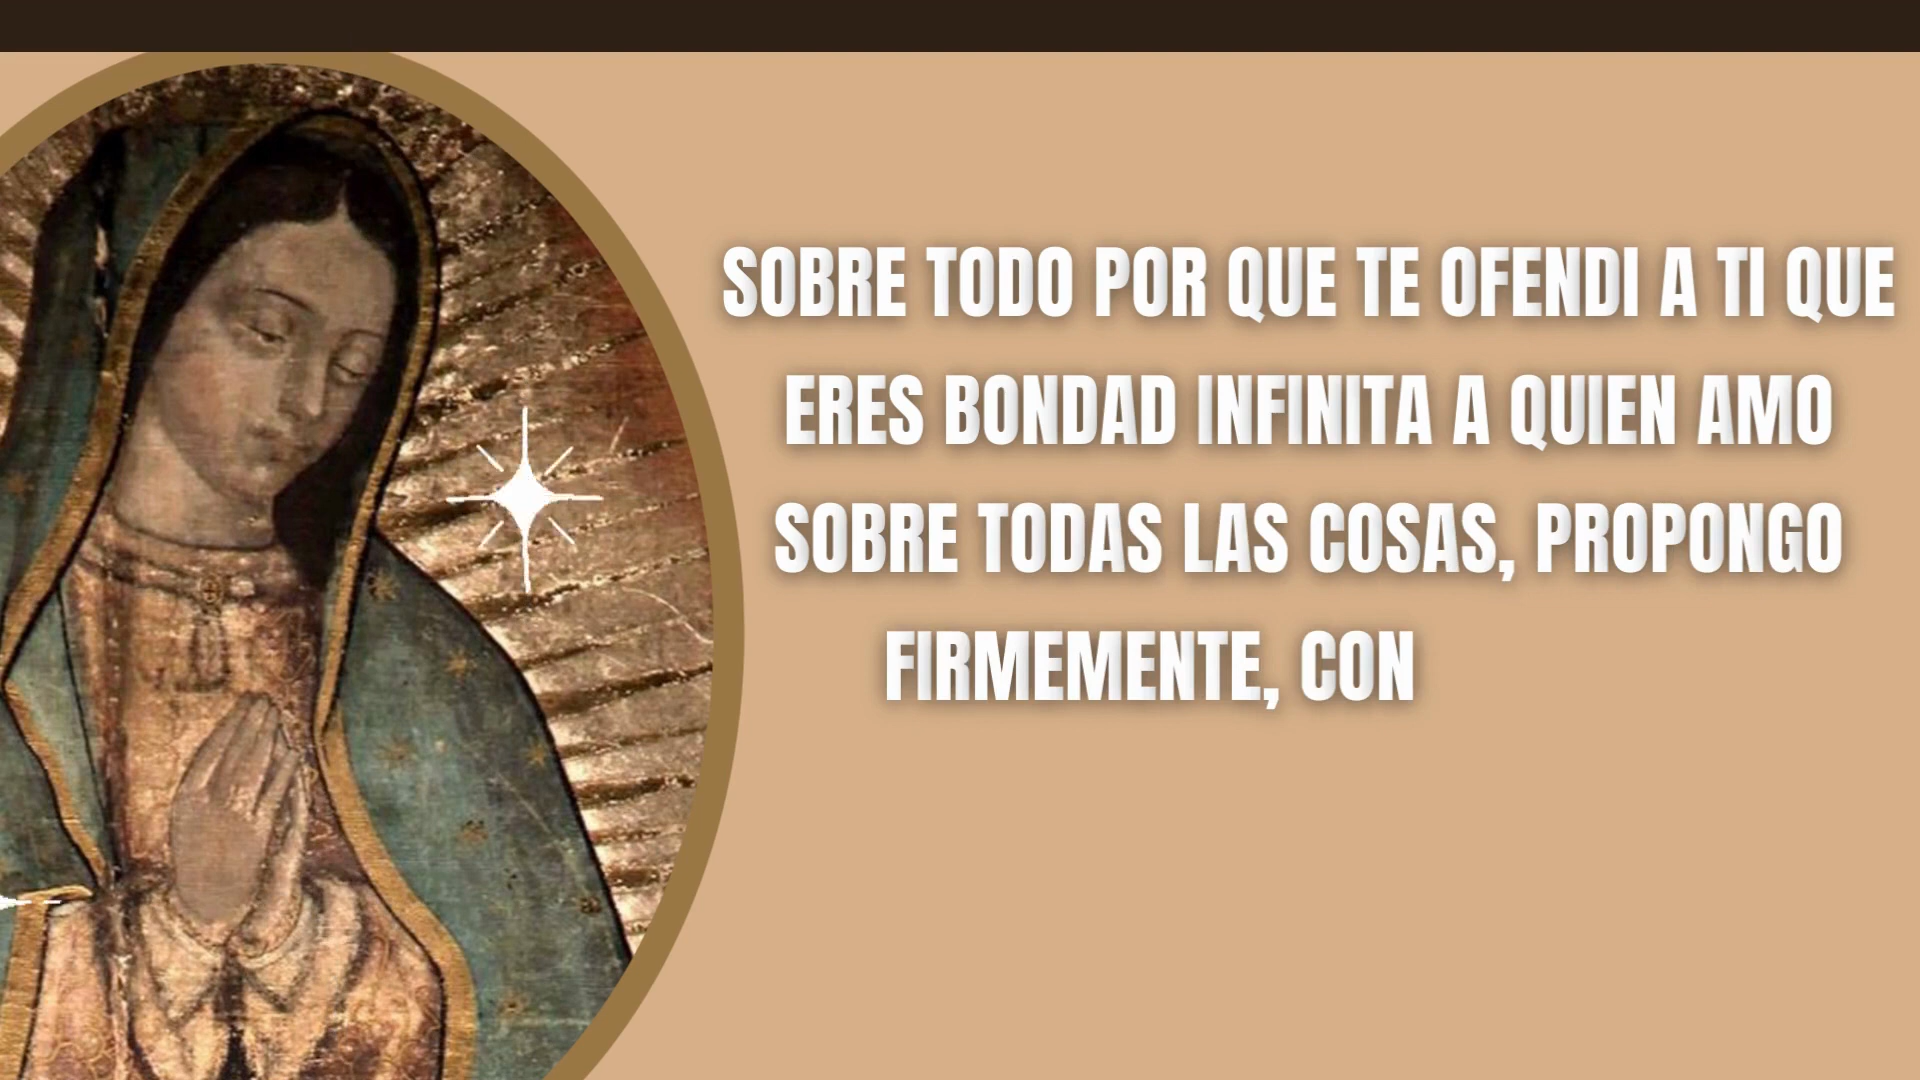 SOBRE TODO POR QUE TE OFENDI A TI QUE
ERES BONDAD INFINITA A QUIEN AMO
SOBRE TODAS LAS COSAS, PROPONGO
FIRMEMENTE, CON